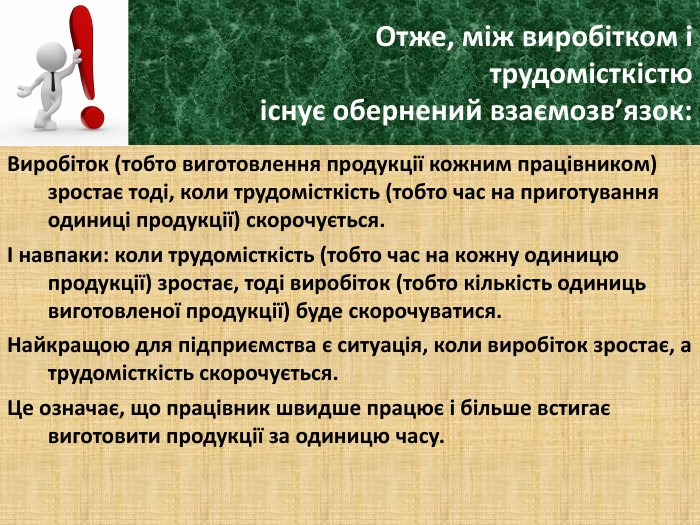 Отже, між виробітком і
трудомісткістю
існує обернений взаємозв’язок:
Виробіток (тобто виготовлення продукції кожним працівником)
зростає тоді, коли трудомісткість (тобто час на приготування
одиниці продукції) скорочується.
І навпаки: коли трудомісткість (тобто час на кожну одиницю
продукції) зростає, тоді виробіток (тобто кількість одиниць
виготовленої продукції) буде скорочуватися.
Найкращою для підприємства є ситуація, коли виробіток зростає, а
трудомісткість скорочується.
Це означає, що працівник швидше працює і більше встигає
виготовити продукції за одиницю часу.